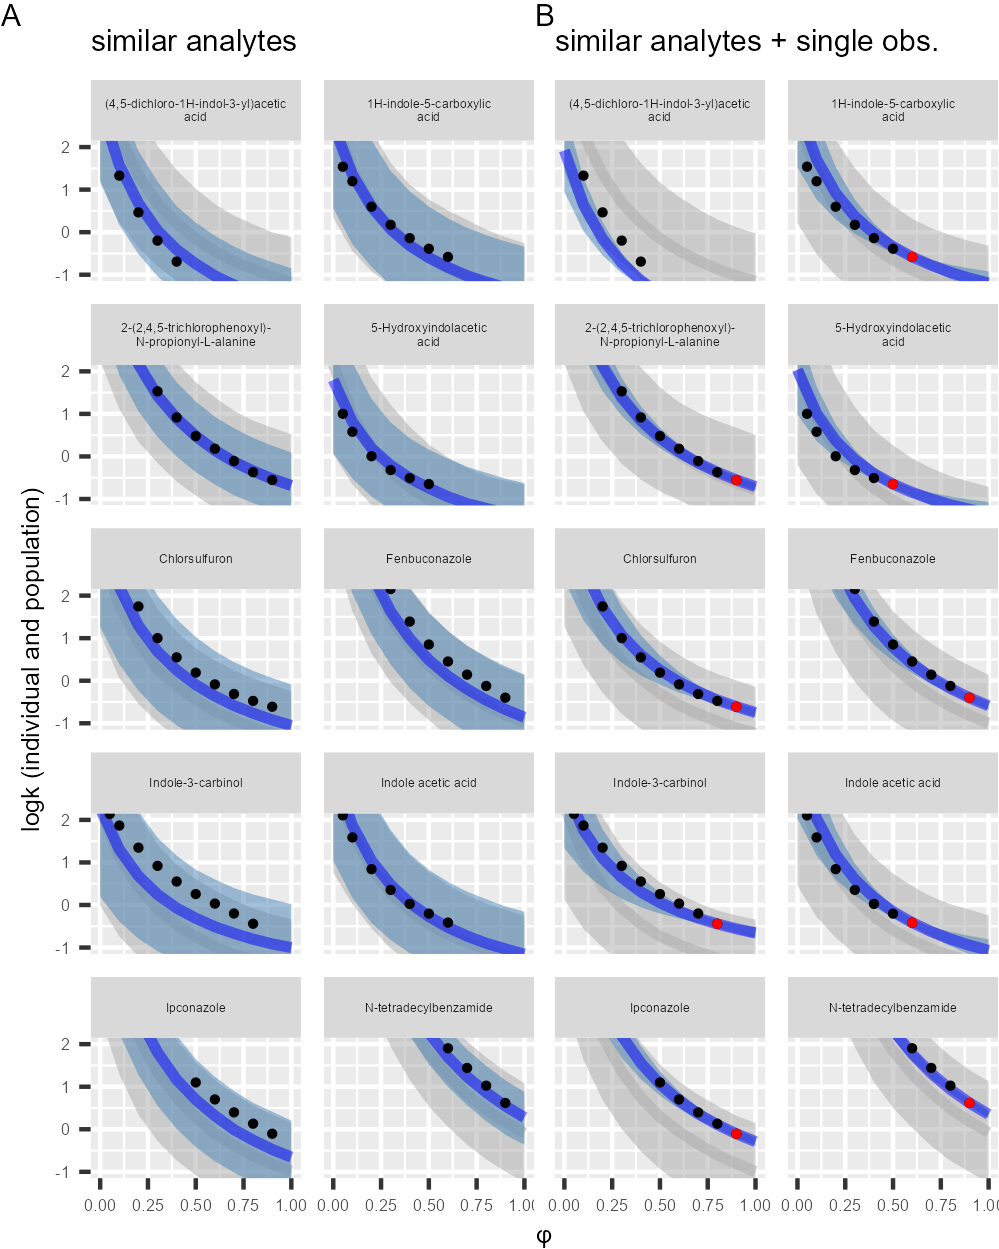 A
B
similar analytes
similar analytes + single obs.
(4,5-dichloro-1H-indol-3-yl)acetic
acid
1H-indole-5-carboxylic
acid
(4,5-dichloro-1H-indol-3-yl)acetic
acid
1H-indole-5-carboxylic
acid
2
1
0
-1
2-(2,4,5-trichlorophenoxyl)-
N-propionyl-L-alanine
5-Hydroxyindolacetic
acid
2-(2,4,5-trichlorophenoxyl)-
N-propionyl-L-alanine
5-Hydroxyindolacetic
acid
2
1
0
-1
logk (individual and population)
Chlorsulfuron
Fenbuconazole
Chlorsulfuron
Fenbuconazole
2
1
0
-1
Indole-3-carbinol
Indole acetic acid
Indole-3-carbinol
Indole acetic acid
2
1
0
-1
Ipconazole
N-tetradecylbenzamide
Ipconazole
N-tetradecylbenzamide
2
1
0
-1
0.00 0.25 0.50 0.75 1.00
0.00 0.25 0.50 0.75 1.00
0.00 0.25 0.50 0.75 1.00
0.00 0.25 0.50 0.75 1.00
φ